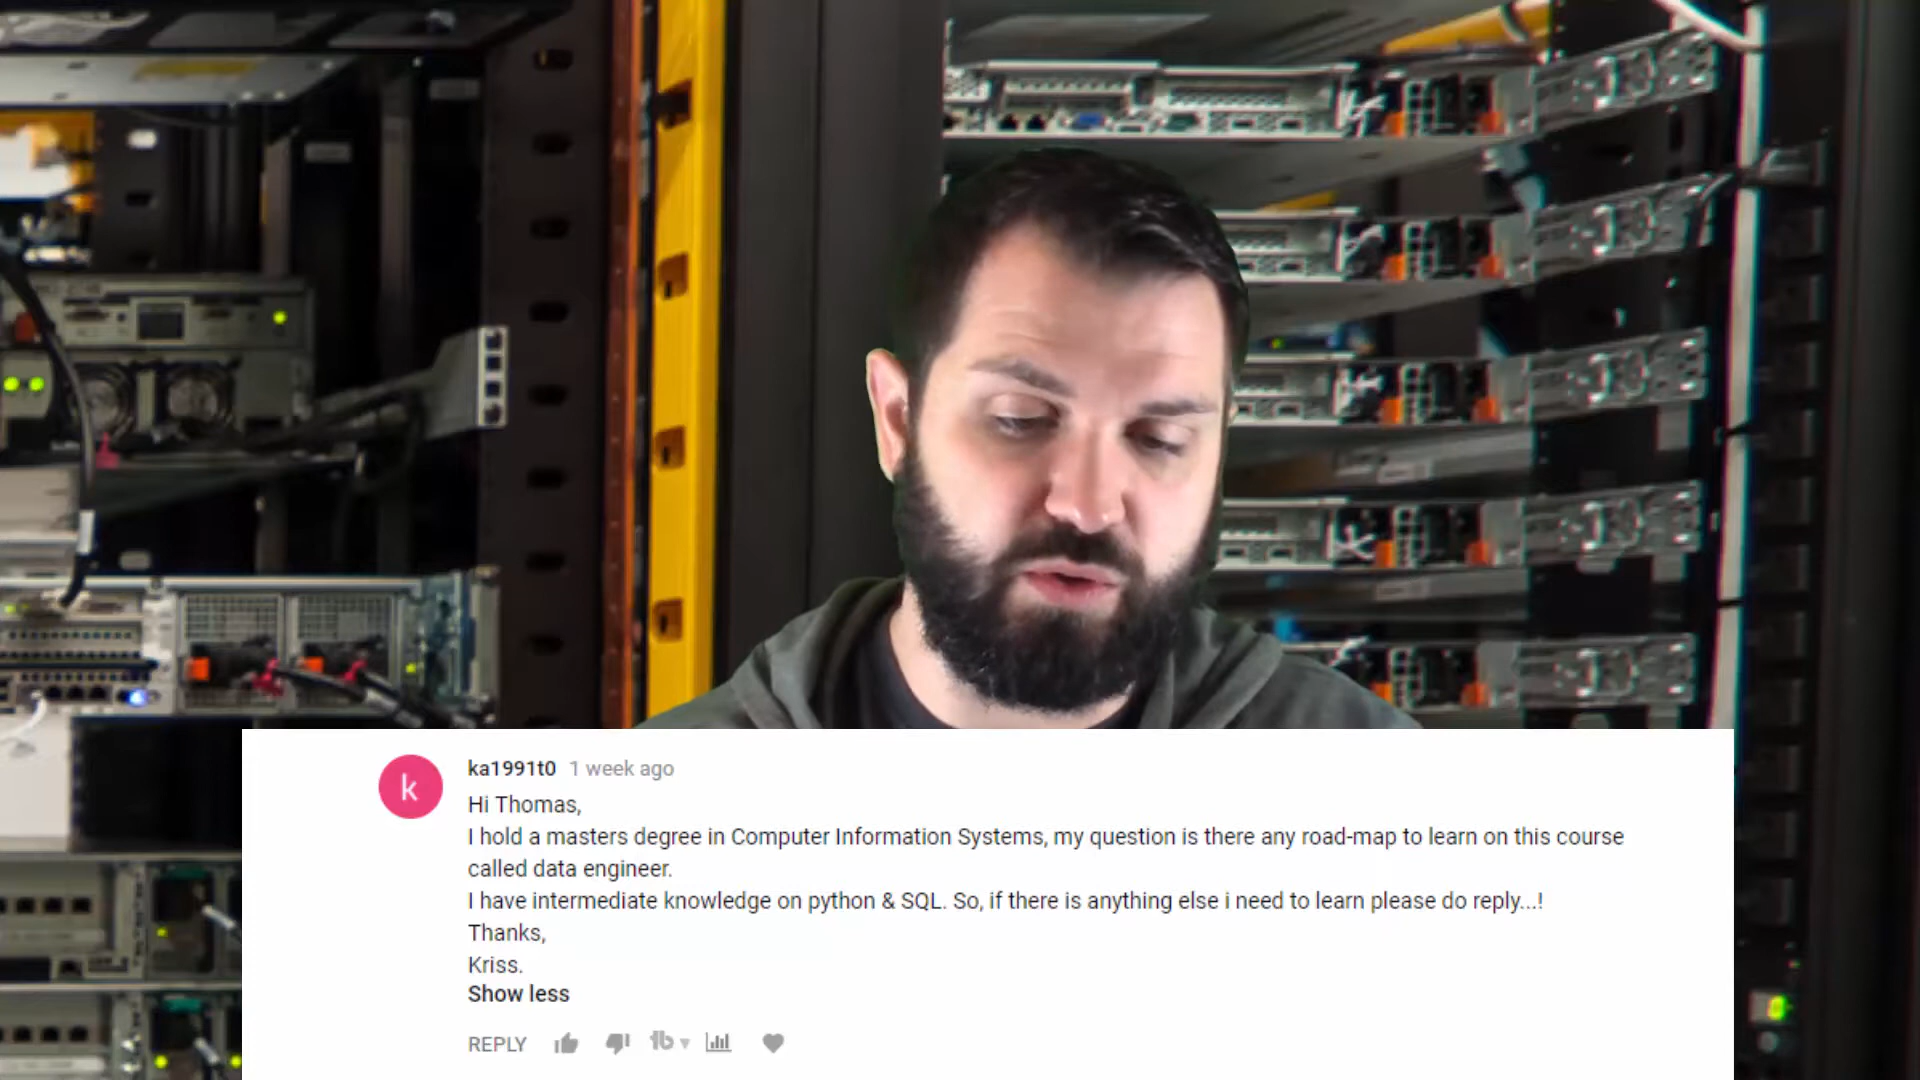 k
ka1991t0 1 week ago
Hi Thomas,
I hold a masters degree in Computer Information Systems, my question is there any road-map to learn on this course
called data engineer.
I have intermediate knowledge on python & SQL. So, if there is anything else i need to learn please do reply...!
Thanks,
Kriss.
Show less
REPLY